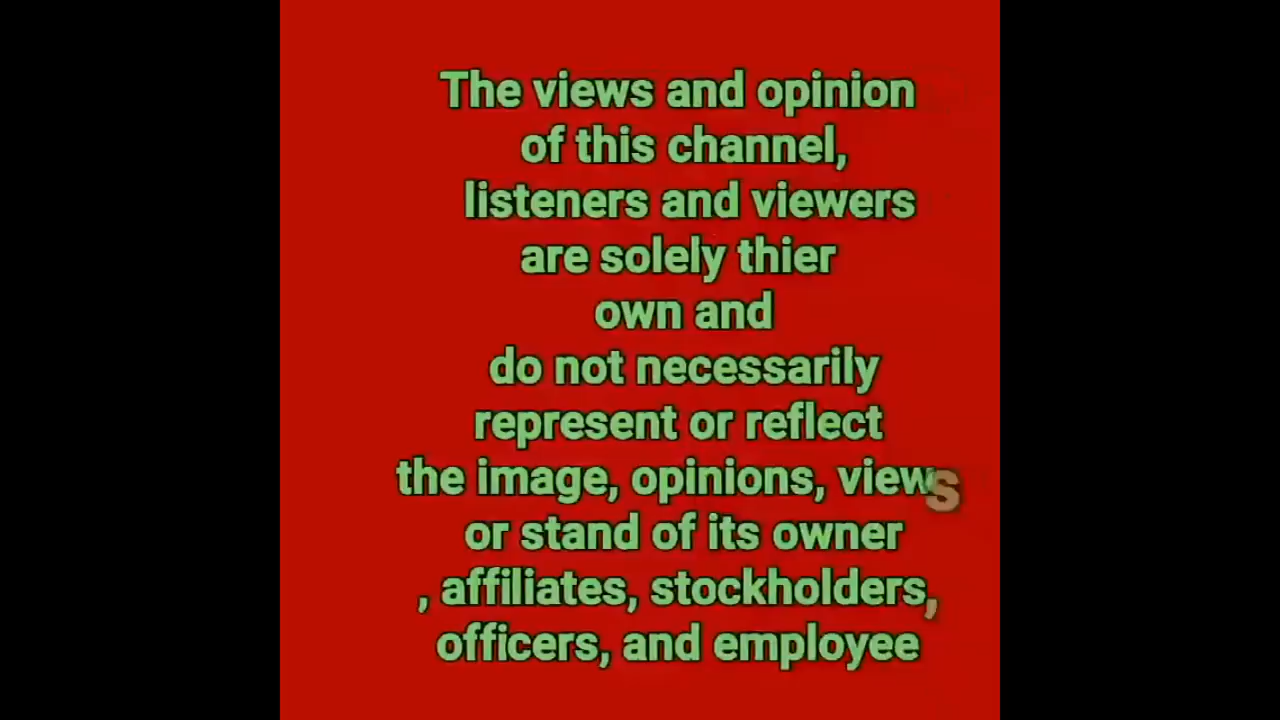 The views and opinion
of this channel,
listeners and viewers
are solely thier
own and
do not necessarily
represent or reflect
the image, opinions, views
or stand of its owner
, affiliates, stockholders,
officers, and employee